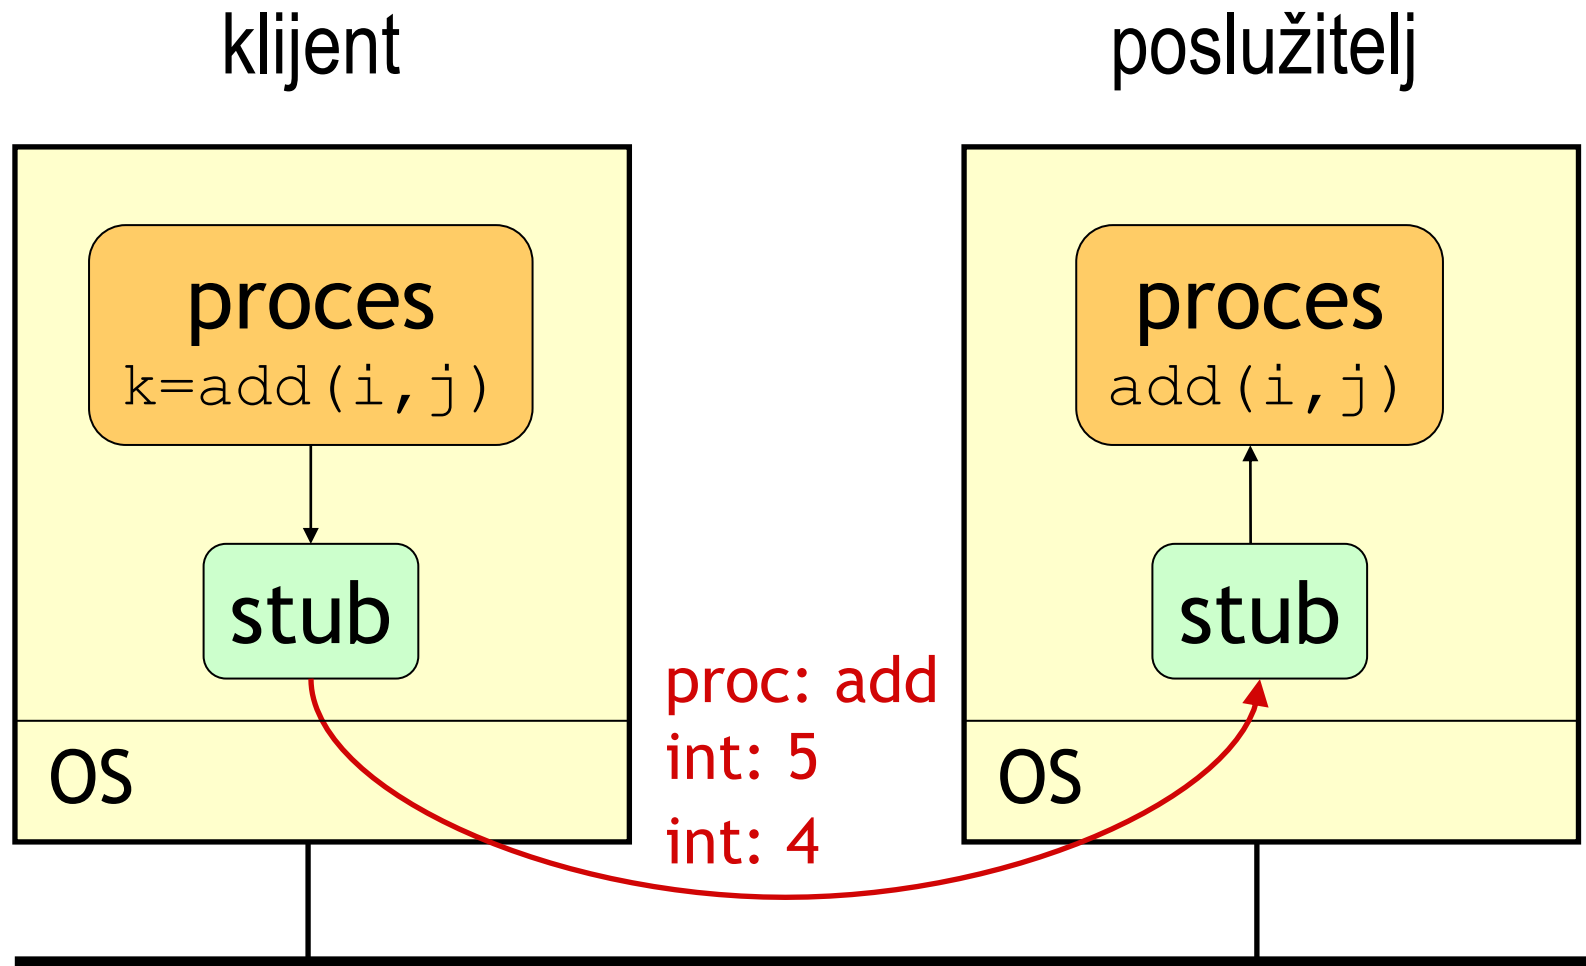 klijent
poslužitelj
proces
k=add(i,j)
proces
add(i,j)
stub
stub
proc: add
int: 5
int: 4
OS
OS